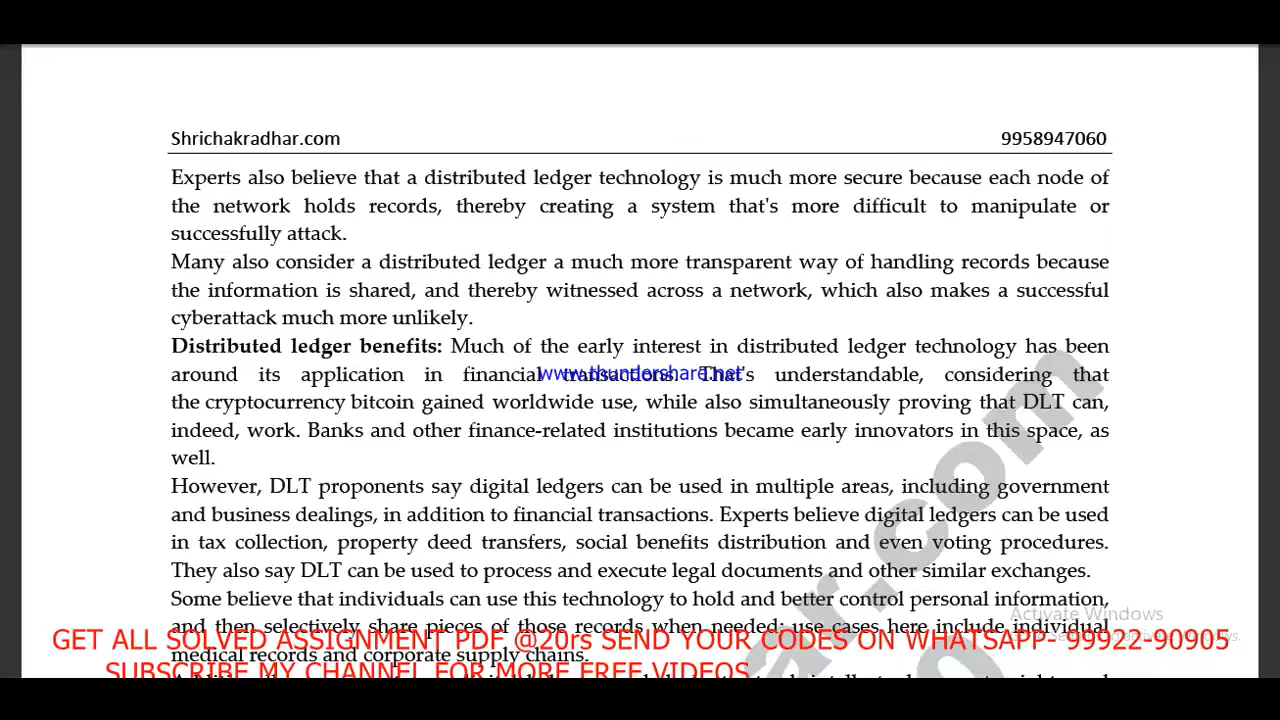 Shrichakradhar.com 9958947060
Experts also believe that a distributed ledger technology is much more secure because each node of
the network holds records, thereby creating a system that's more difficult to manipulate or
successfully attack.
Many also consider a distributed ledger a much more transparent way of handling records because
the information is shared, and thereby witnessed across a network, which also makes a successful
cyberattack much more unlikely.
Distributed ledger benefits: Much of the early interest in distributed ledger technology has been
around its application in financial transactions. That's understandable, considering that
www.thundershare.net
the cryptocurrency bitcoin gained worldwide use, while also simultaneously proving that DLT can,
indeed, work. Banks and other finance-related institutions became early innovators in this space, as
well.
However, DLT proponents say digital ledgers can be used in multiple areas, including government
and business dealings, in addition to financial transactions. Experts believe digital ledgers can be used
in tax collection, property deed transfers, social benefits distribution and even voting procedures.
They also say DLT can be used to process and execute legal documents and other similar exchanges.
Some believe that individuals can use this technology to hold and better control personal information,
Activate Windows
and then selectively share pieces of those records when needed; use cases here include individual
GET ALL SOLVED ASSIGNMENT PDF @20rs SEND YOUR CODES ON WHATSAPP- 99922-90905
medical records and corporate supply chains.
SUBSCRIBE MY CHANNEL FOR MORE FREE VIDEOS